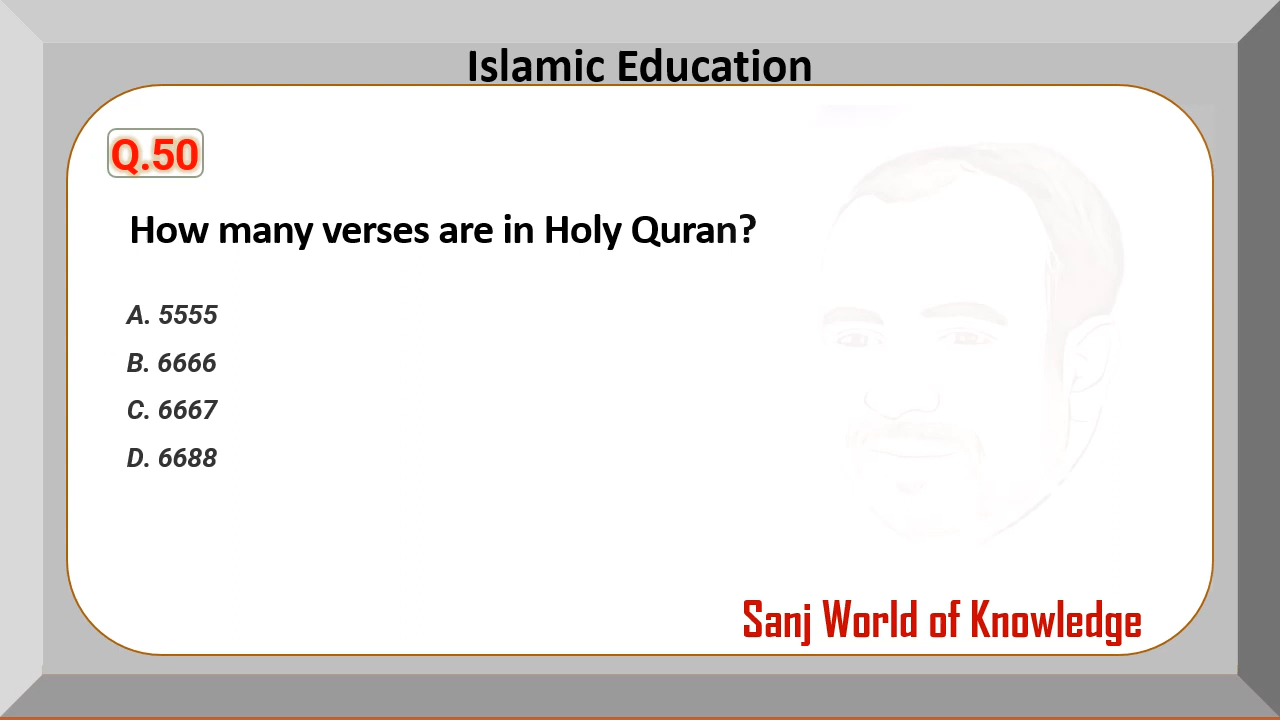 Islamic Education
Q.50
How many verses are in Holy Quran?
A. 5555
B. 6666
C. 6667
D. 6688
Sanj World of Knowledge